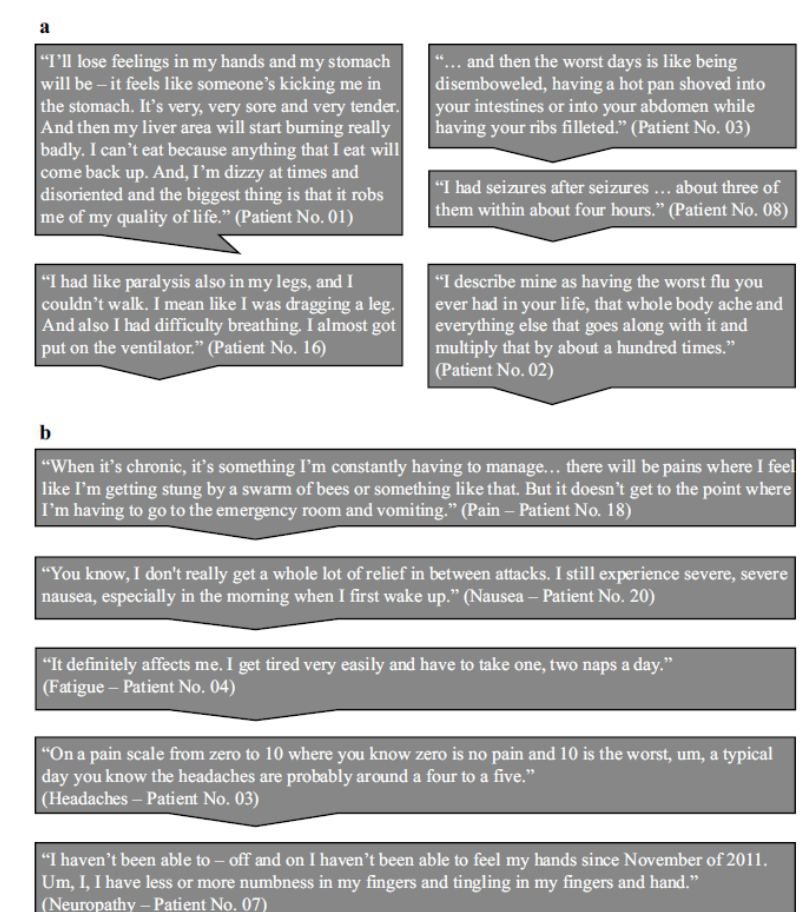 a
“I’ll lose feelings in my hands and my stomach
will be – it feels like someone’s kicking me in
the stomach. It’s very, very sore and very tender.
And then my liver area will start burning really
badly. I can’t eat because anything that I eat will
come back up. And, I’m dizzy at times and
disoriented and the biggest thing is that it robs
me of my quality of life.” (Patient No. 01)
“… and then the worst days is like being
disemboweled, having a hot pan shoved into
your intestines or into your abdomen while
having your ribs filleted.” (Patient No. 03)
“I had seizures after seizures … about three of
them within about four hours.” (Patient No. 08)
“I had like paralysis also in my legs, and I
couldn’t walk. I mean like I was dragging a leg.
And also I had difficulty breathing. I almost got
put on the ventilator.” (Patient No. 16)
“I describe mine as having the worst flu you
ever had in your life, that whole body ache and
everything else that goes along with it and
multiply that by about a hundred times.”
(Patient No. 02)
b
“When it’s chronic, it’s something I’m constantly having to manage… there will be pains where I feel
like I’m getting stung by a swarm of bees or something like that. But it doesn’t get to the point where
I’m having to go to the emergency room and vomiting.” (Pain – Patient No. 18)
“You know, I don't really get a whole lot of relief in between attacks. I still experience severe, severe
nausea, especially in the morning when I first wake up.” (Nausea – Patient No. 20)
“It definitely affects me. I get tired very easily and have to take one, two naps a day.”
(Fatigue – Patient No. 04)
“On a pain scale from zero to 10 where you know zero is no pain and 10 is the worst, um, a typical
day you know the headaches are probably around a four to a five.”
(Headaches – Patient No. 03)
“I haven’t been able to – off and on I haven’t been able to feel my hands since November of 2011.
Um, I, I have less or more numbness in my fingers and tingling in my fingers and hand.”
(Neuropathy – Patient No. 07)